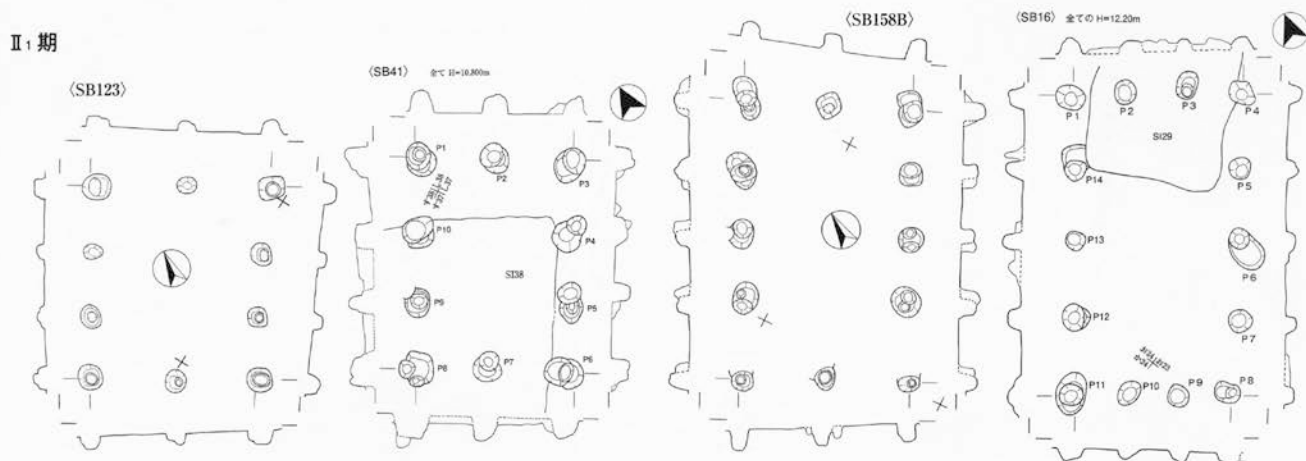 Ⅱ1期
〈SB123〉
〈SB41〉 全て H=10.800m
P1
P2
P3
P10
P4
SI38
P9
P5
P8
P7
P6
〈SB158B〉
〈SB16〉 全ての H=12.20m
P1
P2
P3
P4
SI29
P14
P5
P13
P6
P12
P7
P11
P10
P9
P8